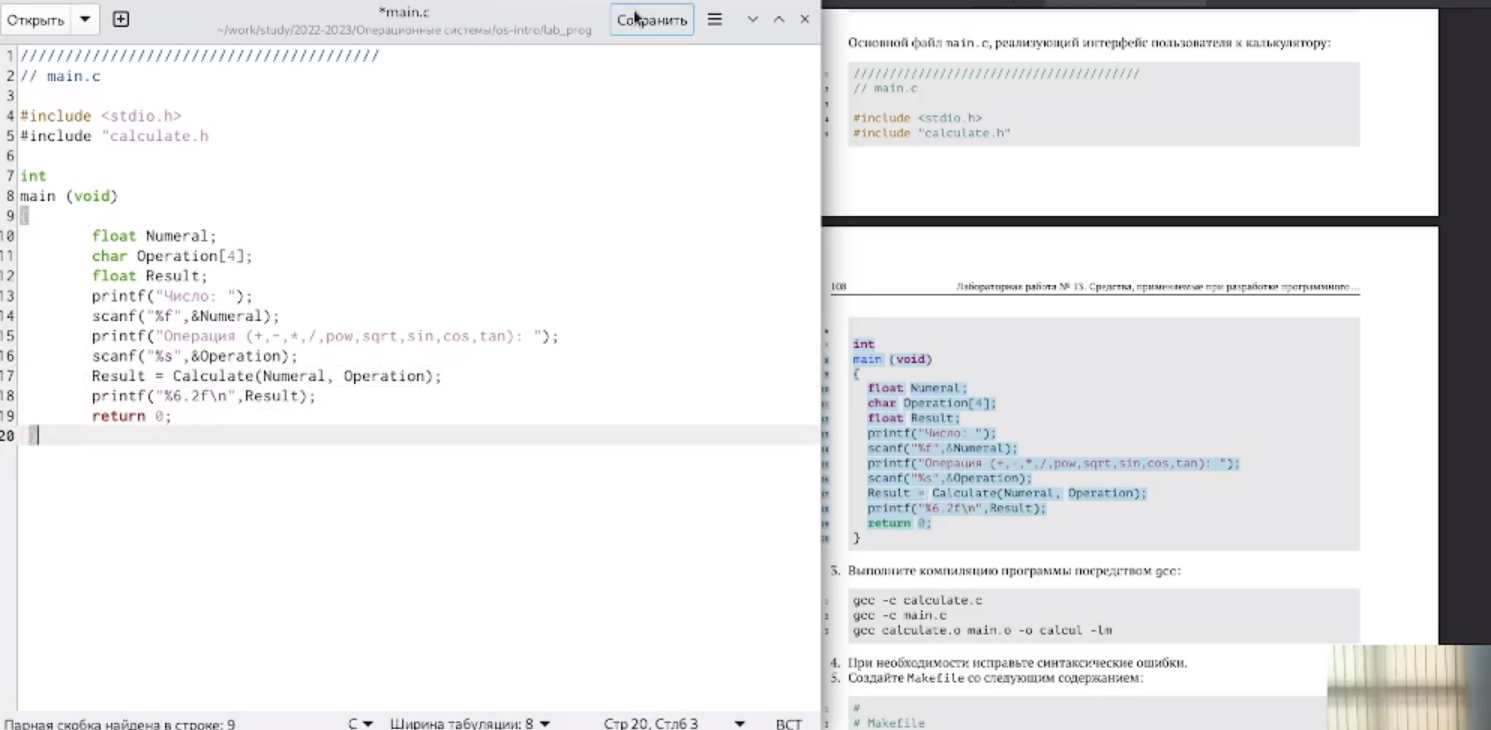 Открыть
*main.c
~/work/study/2022-2023/Операционные системы/os-intro/lab_prog
Сохранить
1 ////////////////////////////////////////
2 // main.c
3
4 #include <stdio.h>
5 #include "calculate.h
6
7 int
8 main (void)
9 {
10 float Numeral;
11 char Operation[4];
12 float Result;
13 printf("Число: ");
14 scanf("%f",&Numeral);
15 printf("Операция (+,-,*,/,pow,sqrt,sin,cos,tan): ");
16 scanf("%s",&Operation);
17 Result = Calculate(Numeral, Operation);
18 printf("%6.2f\n",Result);
19 return 0;
20 }
Парная скобка найдена в строке: 9
C
Ширина табуляции: 8
Стр 20, Стлб 3
ВСТ
Основной файл main.c, реализующий интерфейс пользователя к калькулятору:
////////////////////////////////////////
// main.c
#include <stdio.h>
#include "calculate.h"
108 Лабораторная работа № 13. Средства, применяемые при разработке программного…
int
main (void)
{
float Numeral;
char Operation[4];
float Result;
printf("Число: ");
scanf("%f",&Numeral);
printf("Операция (+,-,*,/,pow,sqrt,sin,cos,tan): ");
scanf("%s",&Operation);
Result = Calculate(Numeral, Operation);
printf("%6.2f\n",Result);
return 0;
}
3. Выполните компиляцию программы посредством gcc:
1 gcc -c calculate.c
2 gcc -c main.c
3 gcc calculate.o main.o -o calcul -lm
4. При необходимости исправьте синтаксические ошибки.
5. Создайте Makefile со следующим содержанием:
1 #
2 # Makefile